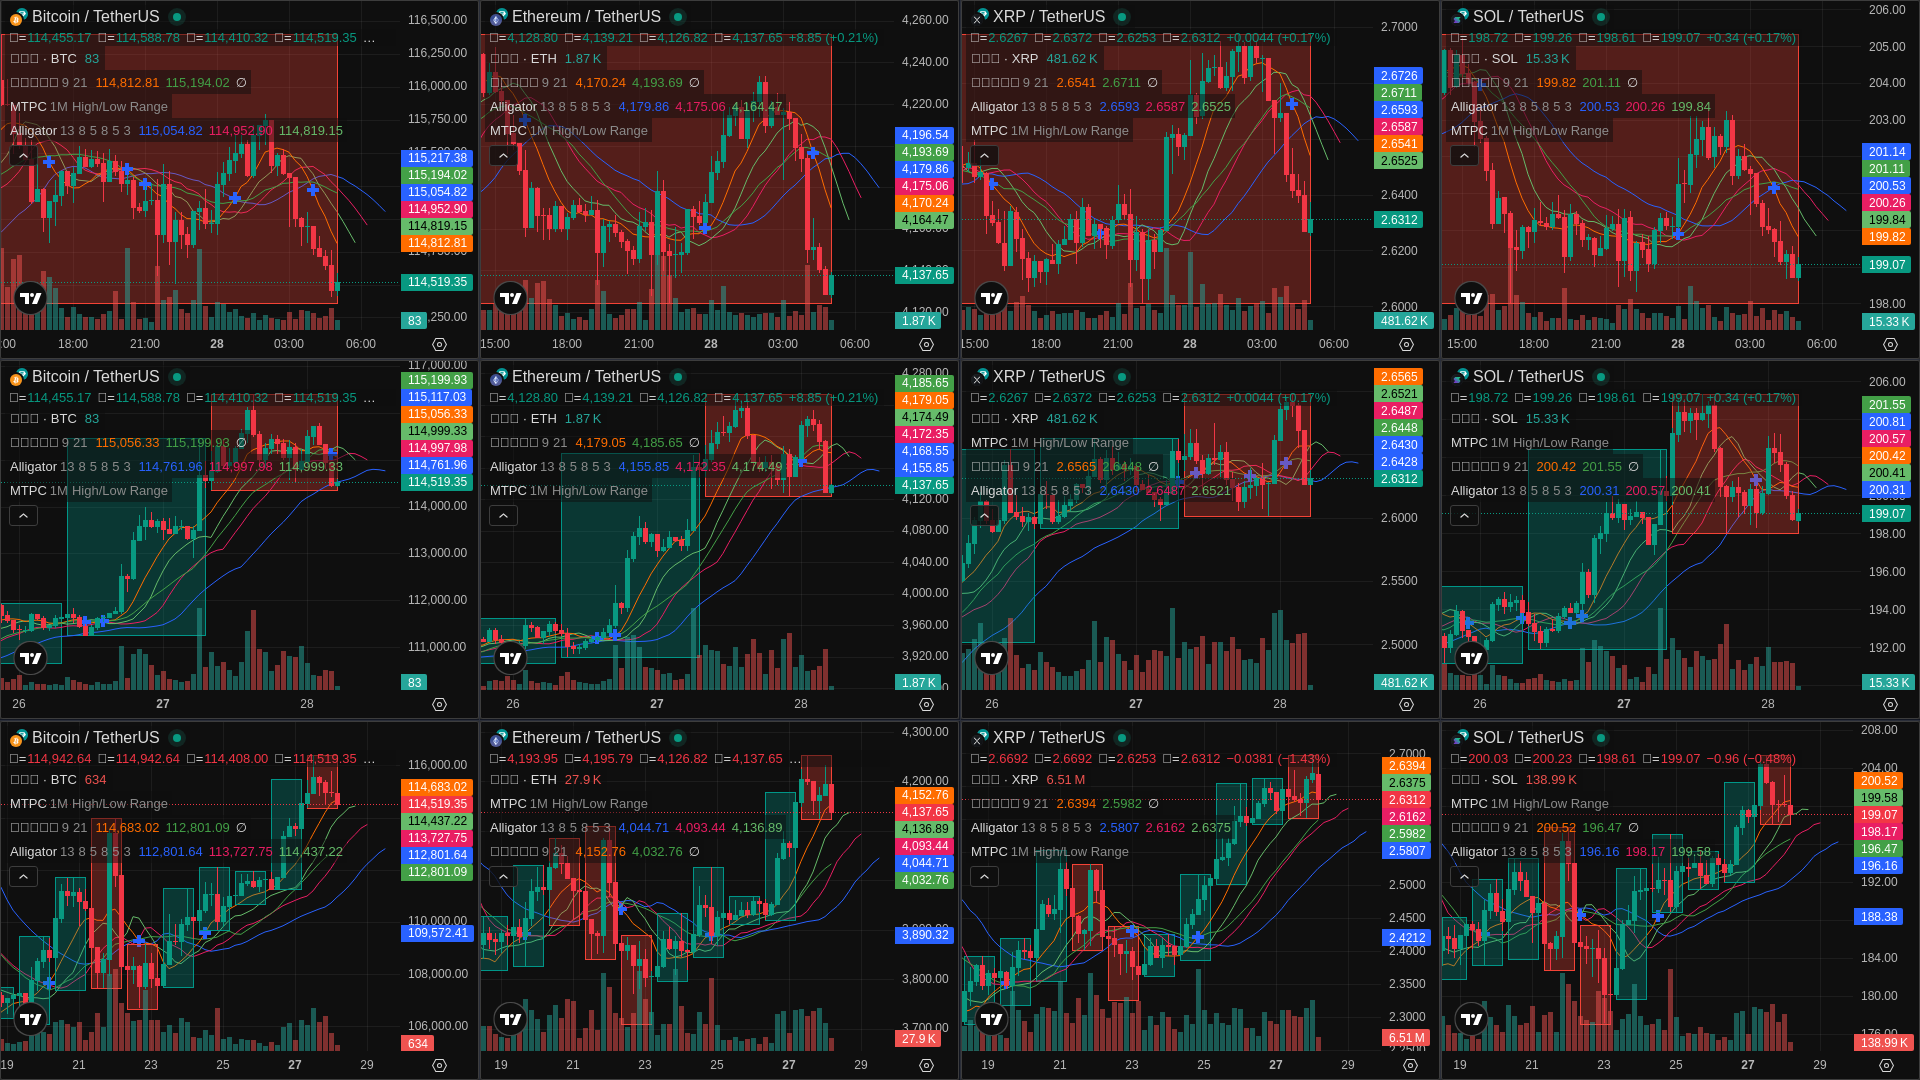 Bitcoin / TetherUS
=114,455.17 =114,588.78 =114,410.32 =114,519.35 ...
· BTC 83
9 21 114,812.81 115,194.02 ∅
MTPC 1M High/Low Range
Alligator 13 8 5 8 5 3 115,054.82 114,952.90 114,819.15
116,500.00
116,250.00
116,000.00
115,750.00
115,217.38
115,194.02
115,054.82
114,952.90
114,819.15
114,812.81
114,519.35
83
18:00 21:00 28 03:00 06:00
Ethereum / TetherUS
=4,128.80 =4,139.21 =4,126.82 =4,137.65 +8.85 (+0.21%)
· ETH 1.87 K
9 21 4,170.24 4,193.69 ∅
Alligator 13 8 5 8 5 3 4,179.86 4,175.06 4,164.47
MTPC 1M High/Low Range
4,260.00
4,240.00
4,220.00
4,196.54
4,193.69
4,179.86
4,175.06
4,170.24
4,164.47
4,137.65
1.87 K
15:00 18:00 21:00 28 03:00 06:00
XRP / TetherUS
=2.6267 =2.6372 =2.6253 =2.6312 +0.0044 (+0.17%)
· XRP 481.62 K
9 21 2.6541 2.6711 ∅
Alligator 13 8 5 8 5 3 2.6593 2.6587 2.6525
MTPC 1M High/Low Range
2.7000
2.6726
2.6711
2.6593
2.6587
2.6541
2.6525
2.6400
2.6312
2.6200
2.6000
481.62 K
15:00 18:00 21:00 28 03:00 06:00
SOL / TetherUS
=198.72 =199.26 =198.61 =199.07 +0.34 (+0.17%)
· SOL 15.33 K
9 21 199.82 201.11 ∅
Alligator 13 8 5 8 5 3 200.53 200.26 199.84
MTPC 1M High/Low Range
206.00
205.00
204.00
203.00
202.00
201.14
201.11
200.53
200.26
199.84
199.82
199.07
198.00
15.33 K
15:00 18:00 21:00 28 03:00 06:00
Bitcoin / TetherUS
=114,455.17 =114,588.78 =114,410.32 =114,519.35 ...
· BTC 83
9 21 115,056.33 115,199.93 ∅
Alligator 13 8 5 8 5 3 114,761.96 114,997.98 114,999.33
MTPC 1M High/Low Range
117,000.00
115,199.93
115,117.03
115,056.33
114,999.33
114,997.98
114,761.96
114,519.35
114,000.00
113,000.00
112,000.00
111,000.00
83
26 27 28
Ethereum / TetherUS
=4,128.80 =4,139.21 =4,126.82 =4,137.65 +8.85 (+0.21%)
· ETH 1.87 K
9 21 4,179.05 4,185.65 ∅
Alligator 13 8 5 8 5 3 4,155.85 4,172.35 4,174.49
MTPC 1M High/Low Range
4,280.00
4,185.65
4,179.05
4,174.49
4,172.35
4,168.55
4,155.85
4,137.65
4,120.00
4,080.00
4,040.00
4,000.00
3,960.00
3,920.00
1.87 K
26 27 28
XRP / TetherUS
=2.6267 =2.6372 =2.6253 =2.6312 +0.0044 (+0.17%)
· XRP 481.62 K
MTPC 1M High/Low Range
9 21 2.6565 2.6448 ∅
Alligator 13 8 5 8 5 3 2.6430 2.6487 2.6521
2.6565
2.6521
2.6487
2.6448
2.6430
2.6428
2.6312
2.6000
2.5500
2.5000
481.62 K
26 27 28
SOL / TetherUS
=198.72 =199.26 =198.61 =199.07 +0.34 (+0.17%)
· SOL 15.33 K
MTPC 1M High/Low Range
9 21 200.42 201.55 ∅
Alligator 13 8 5 8 5 3 200.31 200.57 200.41
206.00
201.55
200.81
200.57
200.42
200.41
200.31
199.07
198.00
196.00
194.00
192.00
15.33 K
26 27 28
Bitcoin / TetherUS
=114,942.64 =114,942.64 =114,408.00 =114,519.35 ...
· BTC 634
MTPC 1M High/Low Range
9 21 114,683.02 112,801.09 ∅
Alligator 13 8 5 8 5 3 112,801.64 113,727.75 114,437.22
116,000.00
114,683.02
114,519.35
114,437.22
113,727.75
112,801.64
112,801.09
110,000.00
109,572.41
108,000.00
106,000.00
634
19 21 23 25 27 29
Ethereum / TetherUS
=4,193.95 =4,195.79 =4,126.82 =4,137.65 ...
· ETH 27.9 K
MTPC 1M High/Low Range
Alligator 13 8 5 8 5 3 4,044.71 4,093.44 4,136.89
9 21 4,152.76 4,032.76 ∅
4,300.00
4,200.00
4,152.76
4,137.65
4,136.89
4,093.44
4,044.71
4,032.76
3,890.32
3,800.00
3,700.00
27.9 K
19 21 23 25 27 29
XRP / TetherUS
=2.6692 =2.6692 =2.6253 =2.6312 −0.0381 (−1.43%)
· XRP 6.51 M
9 21 2.6394 2.5982 ∅
Alligator 13 8 5 8 5 3 2.5807 2.6162 2.6375
MTPC 1M High/Low Range
2.7000
2.6394
2.6375
2.6312
2.6162
2.5982
2.5807
2.5000
2.4500
2.4212
2.4000
2.3500
2.3000
6.51 M
19 21 23 25 27 29
SOL / TetherUS
=200.03 =200.23 =198.61 =199.07 −0.96 (−0.48%)
· SOL 138.99 K
MTPC 1M High/Low Range
9 21 200.52 196.47 ∅
Alligator 13 8 5 8 5 3 196.16 198.17 199.58
208.00
204.00
200.52
199.58
199.07
198.17
196.47
196.16
192.00
188.38
184.00
180.00
176.00
138.99 K
19 21 23 25 27 29